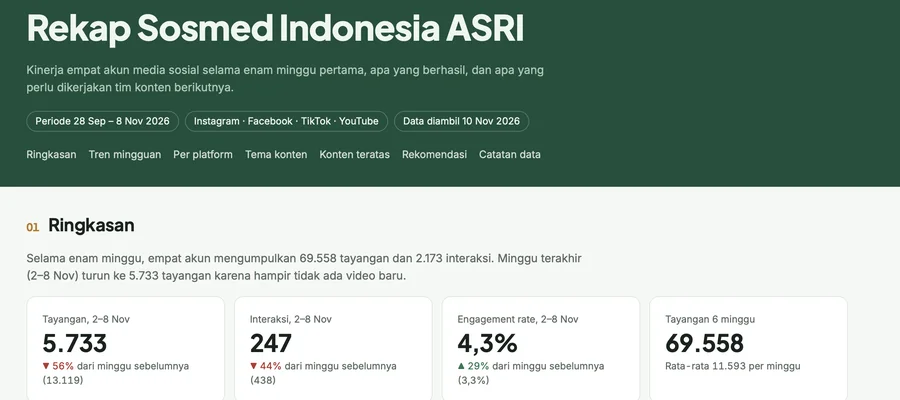 Rekap Sosmed Indonesia ASRI
Kinerja empat akun media sosial selama enam minggu pertama, apa yang berhasil, dan apa yang
perlu dikerjakan tim konten berikutnya.
Periode 28 Sep – 8 Nov 2026
Instagram · Facebook · TikTok · YouTube
Data diambil 10 Nov 2026
Ringkasan Tren mingguan Per platform Tema konten Konten teratas Rekomendasi Catatan data
01 Ringkasan
Selama enam minggu, empat akun mengumpulkan 69.558 tayangan dan 2.173 interaksi. Minggu terakhir
(2–8 Nov) turun ke 5.733 tayangan karena hampir tidak ada video baru.
Tayangan, 2–8 Nov
5.733
▼ 56% dari minggu sebelumnya
(13.119)
Interaksi, 2–8 Nov
247
▼ 44% dari minggu sebelumnya
(438)
Engagement rate, 2–8 Nov
4,3%
▲ 29% dari minggu sebelumnya
(3,3%)
Tayangan 6 minggu
69.558
Rata-rata 11.593 per minggu